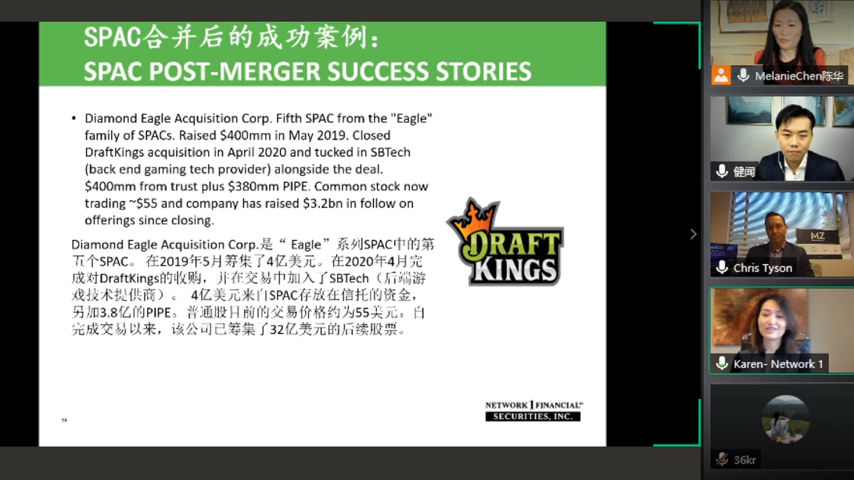 SPAC合并后的成功案例：
SPAC POST-MERGER SUCCESS STORIES
• Diamond Eagle Acquisition Corp. Fifth SPAC from the "Eagle"
family of SPACs. Raised $400mm in May 2019. Closed
DraftKings acquisition in April 2020 and tucked in SBTech
(back end gaming tech provider) alongside the deal.
$400mm from trust plus $380mm PIPE. Common stock now
trading ~$55 and company has raised $3.2bn in follow on
offerings since closing.
Diamond Eagle Acquisition Corp.是“ Eagle”系列SPAC中的第
五个SPAC。 在2019年5月筹集了4亿美元。在2020年4月完
成对DraftKings的收购，并在交易中加入了SBTech（后端游
戏技术提供商）。 4亿美元来自SPAC存放在信托的资金，
另加3.8亿的PIPE。普通股目前的交易价格约为55美元。自
完成交易以来，该公司已筹集了32亿美元的后续股票。
DRAFT
KINGS
NETWORK 1 FINANCIAL
SECURITIES, INC.
MelanieChen陈华
健闻
MZ
Chris Tyson
Karen- Network 1
36kr